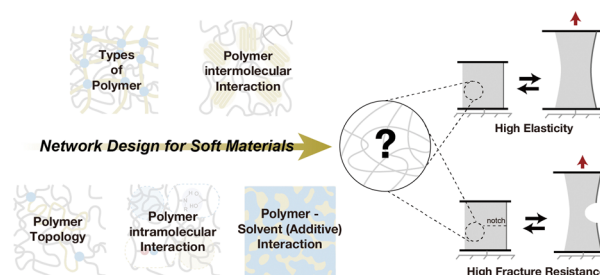 Types
of
Polymer
Polymer
intermolecular
Interaction
Network Design for Soft Materials
Polymer
Topology
Polymer
intramolecular
Interaction
Polymer -
Solvent (Additive)
Interaction
?
High Elasticity
notch
High Fracture Resistance